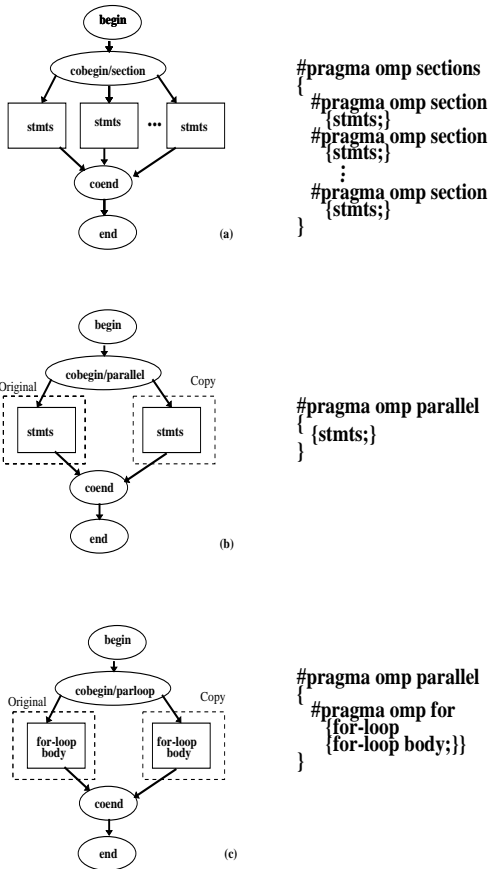 begin
cobegin/section
stmts
stmts
•••
stmts
coend
end
(a)
#pragma omp sections
{
#pragma omp section
{stmts;}
#pragma omp section
{stmts;}
⋮
#pragma omp section
{stmts;}
}
begin
cobegin/parallel
Original
Copy
stmts
stmts
coend
end
(b)
#pragma omp parallel
{
{stmts;}
}
begin
cobegin/parloop
Original
Copy
for-loop
body
for-loop
body
coend
end
(c)
#pragma omp parallel
{
#pragma omp for
{for-loop
{for-loop body;}}
}